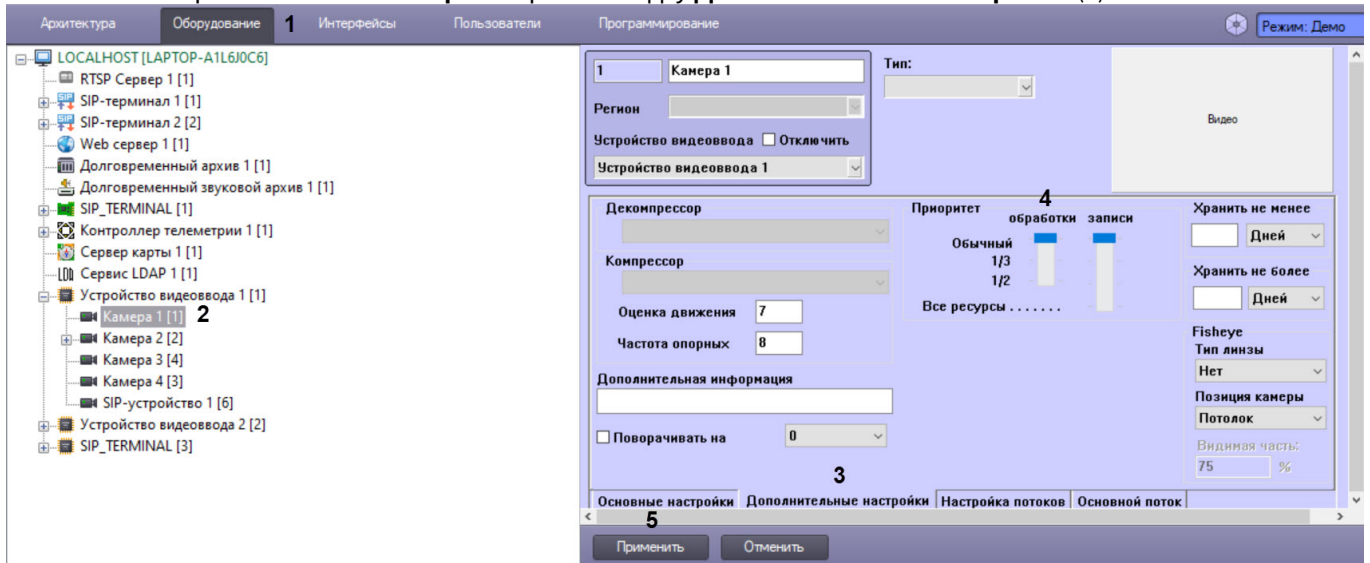 Архитектура Оборудование 1 Интерфейсы Пользователи Программирование Режим: Демо
LOCALHOST [LAPTOP-A1L6J0C6]
RTSP Сервер 1 [1]
SIP-терминал 1 [1]
SIP-терминал 2 [2]
Web сервер 1 [1]
Долговременный архив 1 [1]
Долговременный звуковой архив 1 [1]
SIP_TERMINAL [1]
Контроллер телеметрии 1 [1]
Сервер карты 1 [1]
Сервис LDAP 1 [1]
Устройство видеоввода 1 [1]
Камера 1 [1] 2
Камера 2 [2]
Камера 3 [4]
Камера 4 [3]
SIP-устройство 1 [6]
Устройство видеоввода 2 [2]
SIP_TERMINAL [3]
1 Камера 1
Регион
Устройство видеоввода Отключить
Устройство видеоввода 1
Тип:
Видео
Декомпрессор
Компрессор
Оценка движения 7
Частота опорных 8
Дополнительная информация
Поворачивать на 0
4
Приоритет обработки записи
Обычный
1/3
1/2
Все ресурсы .......
Хранить не менее
Дней
Хранить не более
Дней
Fisheye
Тип линзы
Нет
Позиция камеры
Потолок
Видимая часть:
75 %
3
Основные настройки Дополнительные настройки Настройка потоков Основной поток
5
Применить Отменить